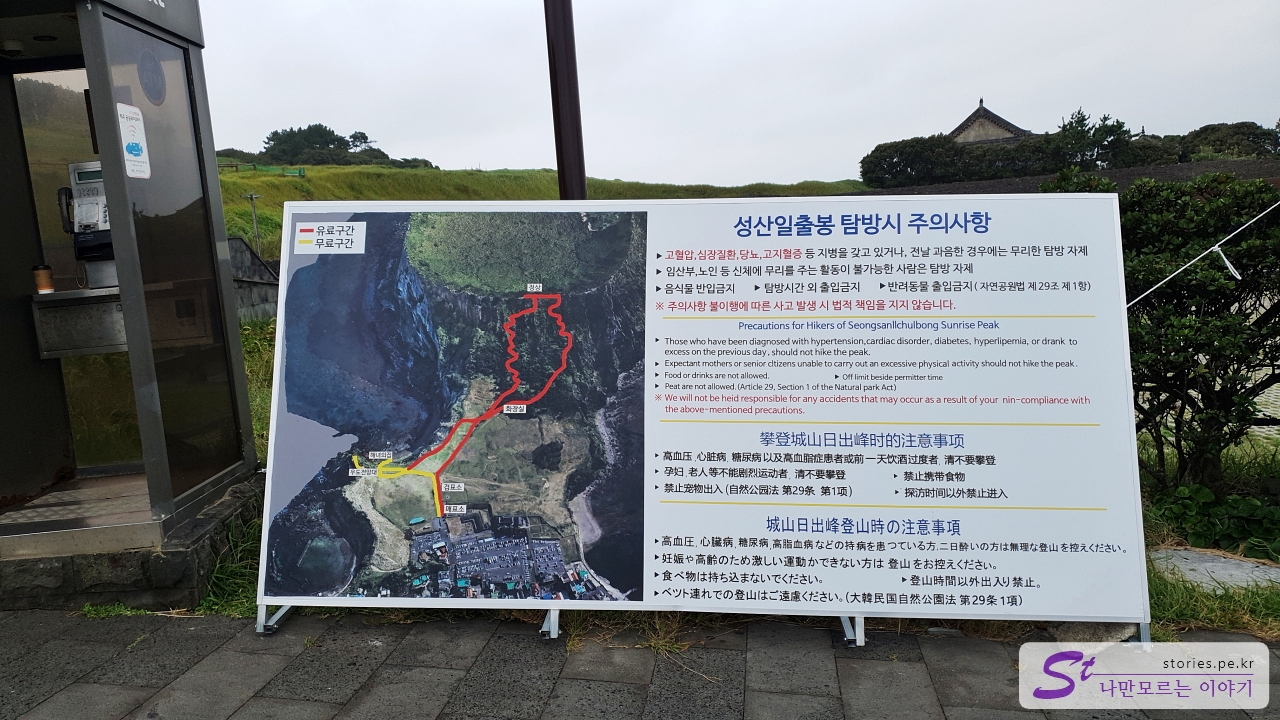 유료구간
무료구간
정상
화장실
해녀의집
우도전망대
검표소
매표소
성산일출봉 탐방시 주의사항
▶ 고혈압,심장질환,당뇨,고지혈증 등 지병을 갖고 있거나, 전날 과음한 경우에는 무리한 탐방 자제
▶ 임산부,노인 등 신체에 무리를 주는 활동이 불가능한 사람은 탐방 자제
▶ 음식물 반입금지 ▶ 탐방시간 외 출입금지 ▶ 반려동물 출입금지( 자연공원법 제29조 제1항)
※ 주의사항 불이행에 따른 사고 발생 시 법적 책임을 지지 않습니다.
Precautions for Hikers of SeongsanIlchulbong Sunrise Peak
▶ Those who have been diagnosed with hypertension,cardiac disorder, diabetes, hyperlipemia, or drank to
excess on the previous day, should not hike the peak.
▶ Expectant mothers or senior cltizens unable to carry out an excessive physical activity should not hike the peak.
▶ Food or drinks are not allowed. ▶ Off limit beside permitter time
▶ Peat are not allowed.(Article 29, Section 1 of the Natural park Act)
※ We will not be heid responsible for any accidents that may occur as a result of your nin-compliance with
the above-mentioned precautions.
攀登城山日出峰时的注意事项
▶ 高血压, 心脏病, 糖尿病 以及高血脂症患者或前一天饮酒过度者, 清不要攀登
▶ 孕妇, 老人等不能剧烈运动者, 清不要攀登 ▶ 禁止携带食物
▶ 禁止宠物出入 (自然公园法 第29条 第1项) ▶ 探访时间以外禁止进入
城山日出峰登山時の注意事項
▶ 高血圧, 心臓病, 糖尿病, 高脂血病 などの持病を患つている方, 二日酔いの方は無理な登山を控えください。
▶ 妊娠や高齢のため激しい運動かできない方は 登山をお控えください。
▶ 食べ物は持ち込まないでください。 ▶ 登山時間以外出入り禁止。
▶ ペツト連れでの登山はご遠慮ください。(大韓民国自然公園法 第29条 1項)
St stories.pe.kr
나만모르는 이야기